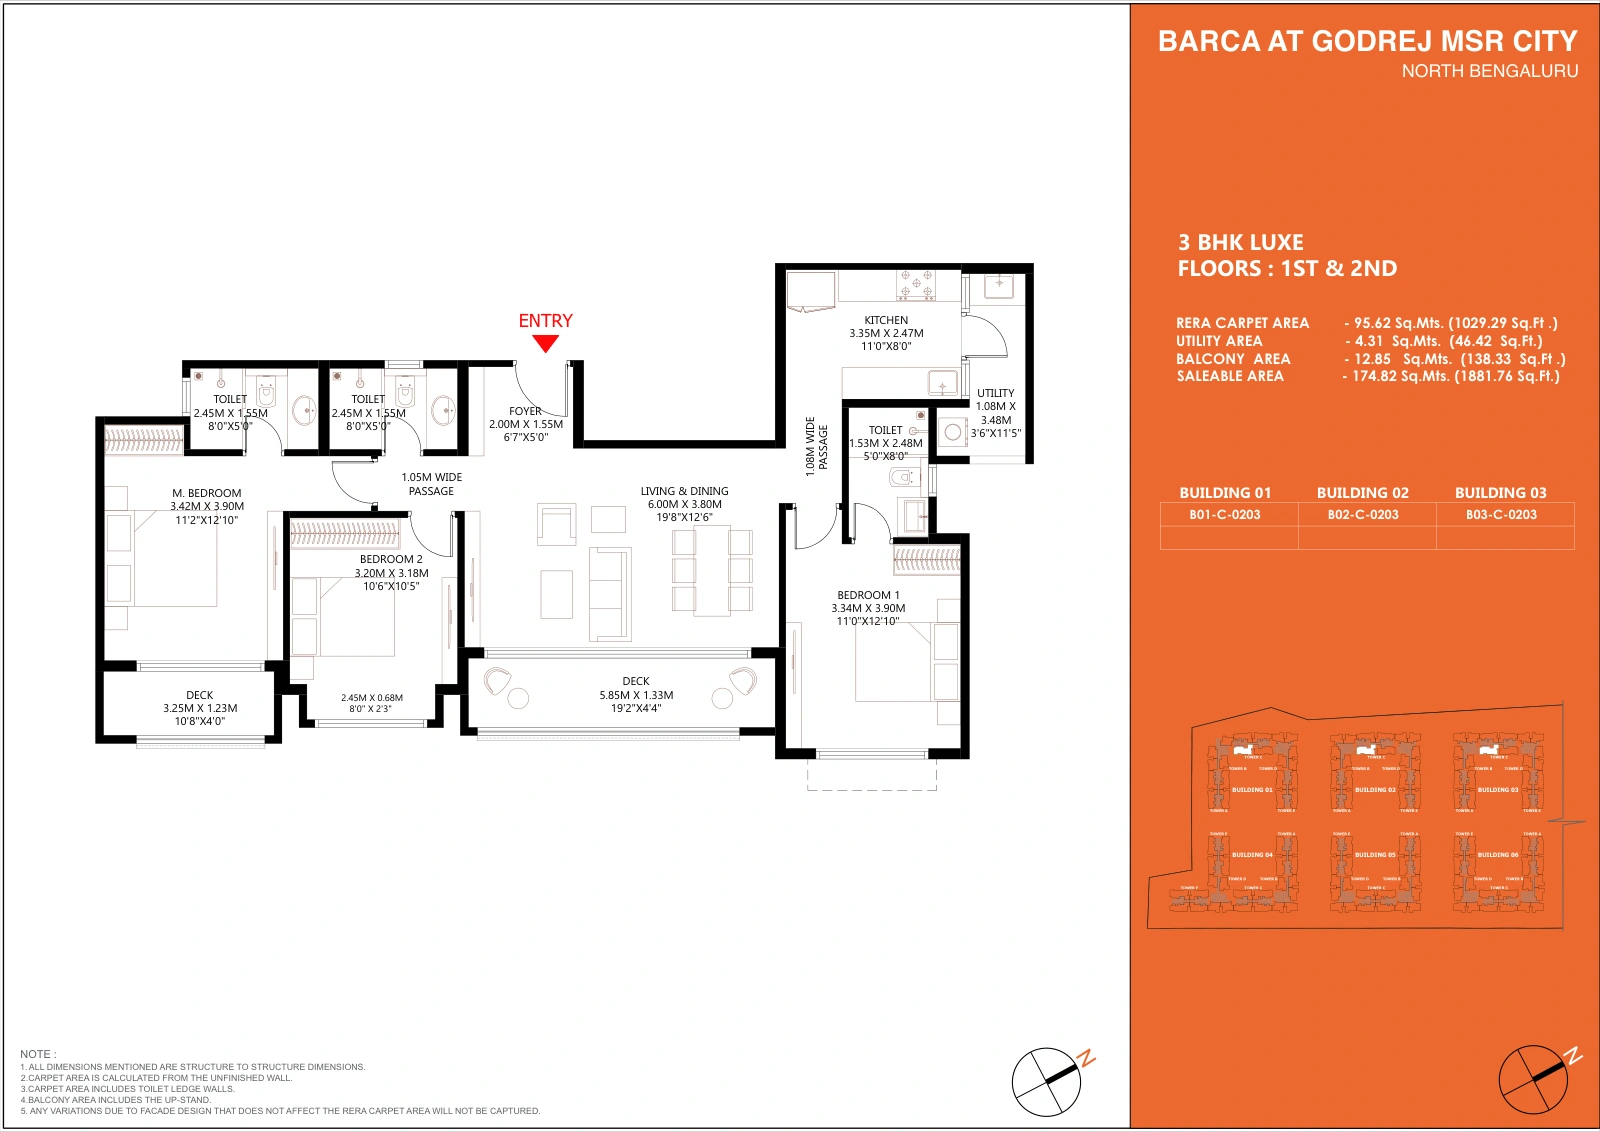 BARCA AT GODREJ MSR CITY
NORTH BENGALURU
3 BHK LUXE
FLOORS : 1ST & 2ND
RERA CARPET AREA - 95.62 Sq.Mts. (1029.29 Sq.Ft .)
UTILITY AREA - 4.31 Sq.Mts. (46.42 Sq.Ft.)
BALCONY AREA - 12.85 Sq.Mts. (138.33 Sq.Ft .)
SALEABLE AREA - 174.82 Sq.Mts. (1881.76 Sq.Ft.)
BUILDING 01 BUILDING 02 BUILDING 03
B01-C-0203 B02-C-0203 B03-C-0203
ENTRY
KITCHEN
3.35M X 2.47M
11'0"X8'0"
UTILITY
1.08M X
3.48M
3'6"X11'5"
TOILET
2.45M X 1.55M
8'0"X5'0"
TOILET
2.45M X 1.55M
8'0"X5'0"
FOYER
2.00M X 1.55M
6'7"X5'0"
1.08M WIDE
PASSAGE
TOILET
1.53M X 2.48M
5'0"X8'0"
1.05M WIDE
PASSAGE
M. BEDROOM
3.42M X 3.90M
11'2"X12'10"
LIVING & DINING
6.00M X 3.80M
19'8"X12'6"
BEDROOM 2
3.20M X 3.18M
10'6"X10'5"
BEDROOM 1
3.34M X 3.90M
11'0"X12'10"
DECK
3.25M X 1.23M
10'8"X4'0"
2.45M X 0.68M
8'0" X 2'3"
DECK
5.85M X 1.33M
19'2"X4'4"
TOWER C
TOWER C
TOWER C
TOWER B TOWER D
TOWER B TOWER D
TOWER B TOWER D
BUILDING 01
BUILDING 02
BUILDING 03
BUILDING 04
BUILDING 05
BUILDING 06
TOWER F
TOWER C
TOWER C
TOWER C
NOTE :
1. ALL DIMENSIONS MENTIONED ARE STRUCTURE TO STRUCTURE DIMENSIONS.
2.CARPET AREA IS CALCULATED FROM THE UNFINISHED WALL.
3.CARPET AREA INCLUDES TOILET LEDGE WALLS.
4.BALCONY AREA INCLUDES THE UP-STAND.
5. ANY VARIATIONS DUE TO FACADE DESIGN THAT DOES NOT AFFECT THE RERA CARPET AREA WILL NOT BE CAPTURED.
N
N